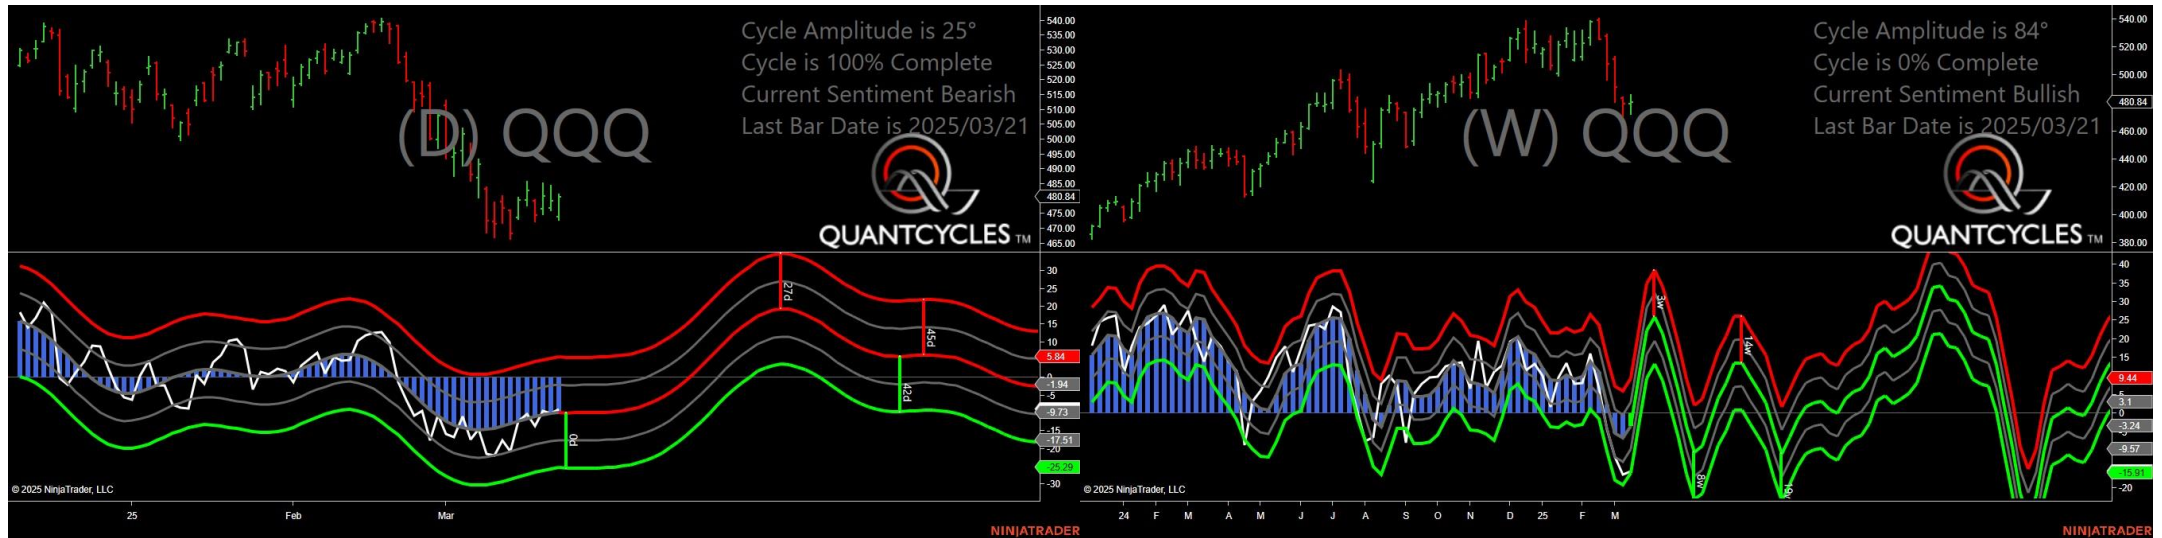 Cycle Amplitude is 25°
Cycle is 100% Complete
Current Sentiment Bearish
Last Bar Date is 2025/03/21
(D) QQQ
QUANTCYCLES TM
540.00
535.00
530.00
525.00
520.00
515.00
510.00
505.00
500.00
495.00
490.00
485.00
480.84
475.00
470.00
465.00
27d
45d
42d
0d
30
25
20
15
10
5.84
0
-1.94
-5
-9.73
-15
-17.51
-20
-25.29
-30
© 2025 NinjaTrader, LLC
25
Feb
Mar
NINJATRADER
Cycle Amplitude is 84°
Cycle is 0% Complete
Current Sentiment Bullish
Last Bar Date is 2025/03/21
(W) QQQ
QUANTCYCLES TM
540.00
520.00
500.00
480.84
460.00
440.00
420.00
400.00
380.00
3w
14w
8w
40
35
30
25
20
15
9.44
3.1
0
-3.24
-9.57
-15.91
-20
© 2025 NinjaTrader, LLC
24
F
M
A
M
J
J
A
S
O
N
D
25
F
M
NINJATRADER